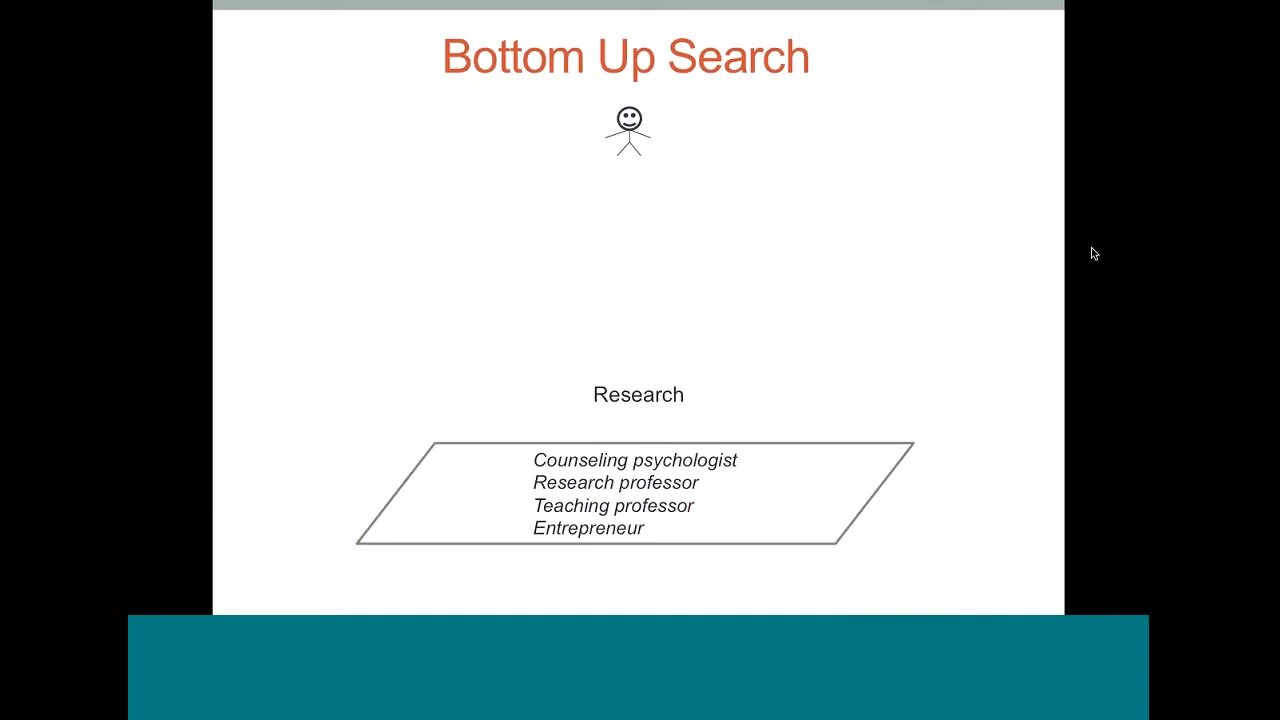 Bottom Up Search
Research
Counseling psychologist
Research professor
Teaching professor
Entrepreneur